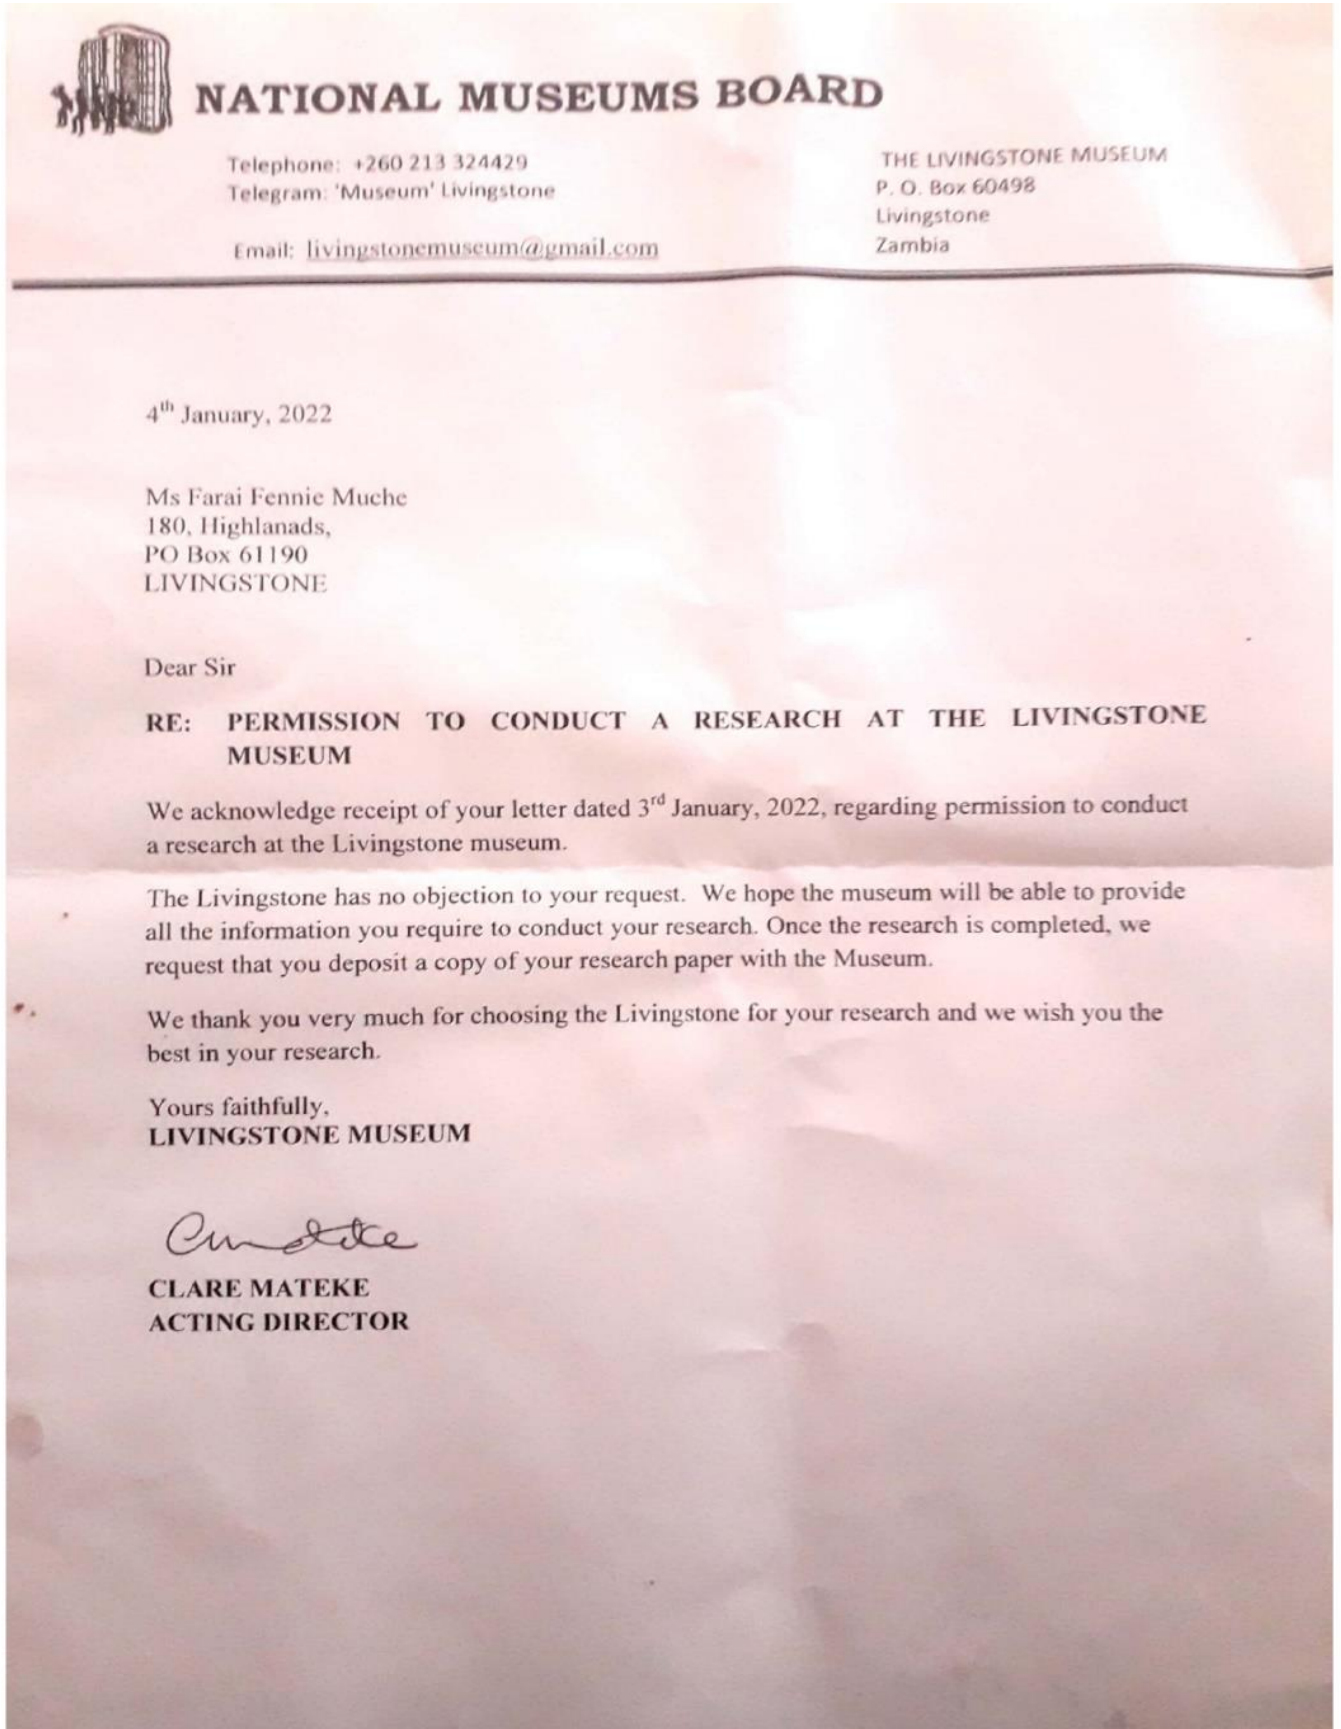 NATIONAL MUSEUMS BOARD
Telephone: +260 213 324429
Telegram: 'Museum' Livingstone
Email: livingstonemuseum@gmail.com
THE LIVINGSTONE MUSEUM
P. O. Box 60498
Livingstone
Zambia
4th January, 2022
Ms Farai Fennie Muche
180, Highlanads,
PO Box 61190
LIVINGSTONE
Dear Sir
RE: PERMISSION TO CONDUCT A RESEARCH AT THE LIVINGSTONE
MUSEUM
We acknowledge receipt of your letter dated 3rd January, 2022, regarding permission to conduct
a research at the Livingstone museum.
The Livingstone has no objection to your request. We hope the museum will be able to provide
all the information you require to conduct your research. Once the research is completed, we
request that you deposit a copy of your research paper with the Museum.
We thank you very much for choosing the Livingstone for your research and we wish you the
best in your research.
Yours faithfully,
LIVINGSTONE MUSEUM
CLARE MATEKE
ACTING DIRECTOR